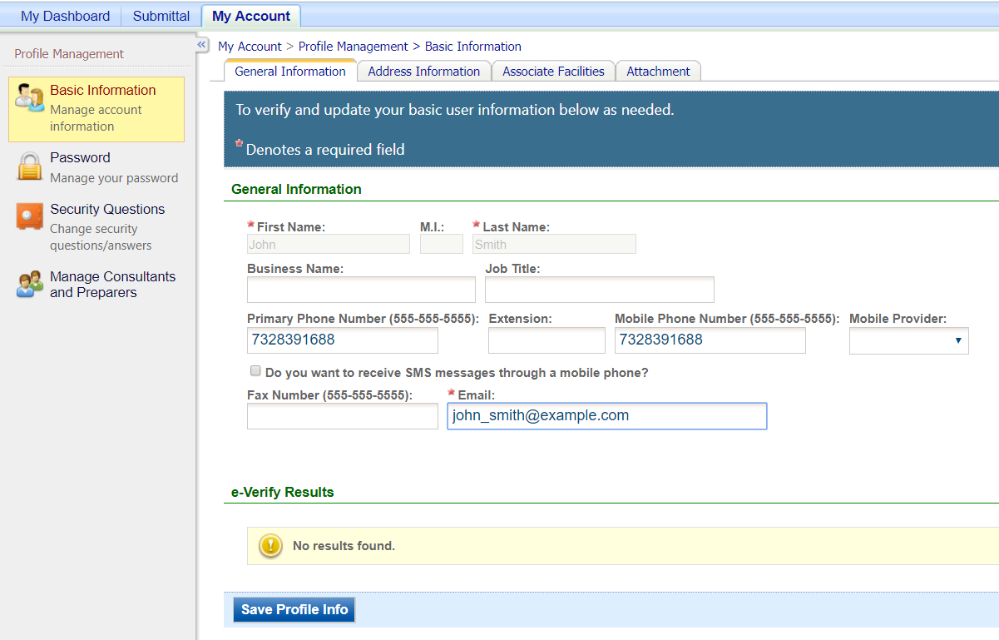 My Dashboard Submittal My Account
Profile Management
«
My Account > Profile Management > Basic Information
General Information Address Information Associate Facilities Attachment
Basic Information
Manage account
information
Password
Manage your password
Security Questions
Change security
questions/answers
Manage Consultants
and Preparers
To verify and update your basic user information below as needed.
* Denotes a required field
General Information
* First Name: M.I.: * Last Name:
John Smith
Business Name: Job Title:
Primary Phone Number (555-555-5555): Extension: Mobile Phone Number (555-555-5555): Mobile Provider:
7328391688 7328391688
Do you want to receive SMS messages through a mobile phone?
Fax Number (555-555-5555): * Email:
john_smith@example.com
e-Verify Results
No results found.
Save Profile Info